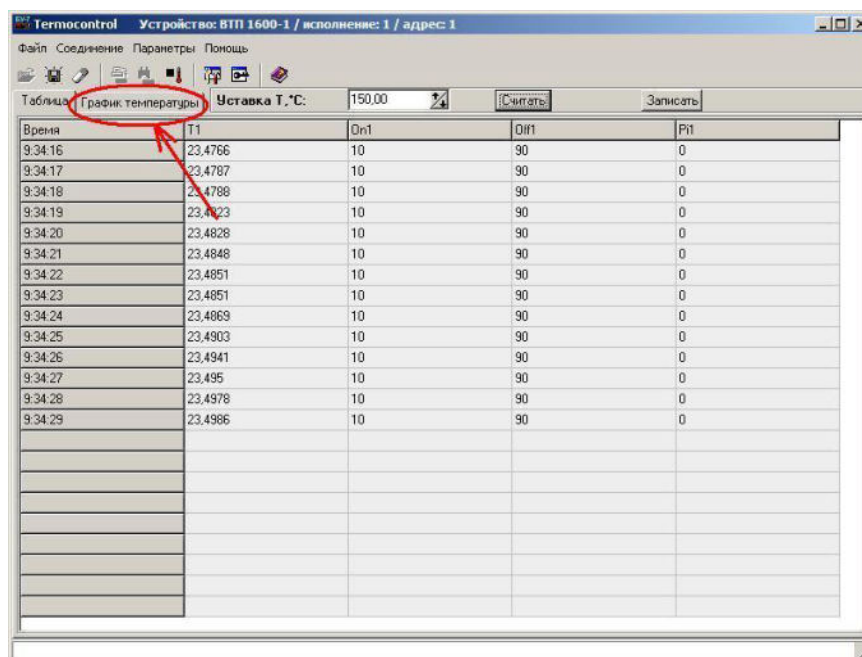 Termocontrol Устройство: ВТП 1600-1 / исполнение: 1 / адрес: 1
Файл Соединение Параметры Помощь
Таблица График температуры Уставка T,°C: 150,00 Считать Записать
Время T1 On1 Off1 Pi1
9:34:16 23,4766 10 90 0
9:34:17 23,4787 10 90 0
9:34:18 23,4788 10 90 0
9:34:19 23,4823 10 90 0
9:34:20 23,4828 10 90 0
9:34:21 23,4848 10 90 0
9:34:22 23,4851 10 90 0
9:34:23 23,4851 10 90 0
9:34:24 23,4869 10 90 0
9:34:25 23,4903 10 90 0
9:34:26 23,4941 10 90 0
9:34:27 23,495 10 90 0
9:34:28 23,4978 10 90 0
9:34:29 23,4986 10 90 0